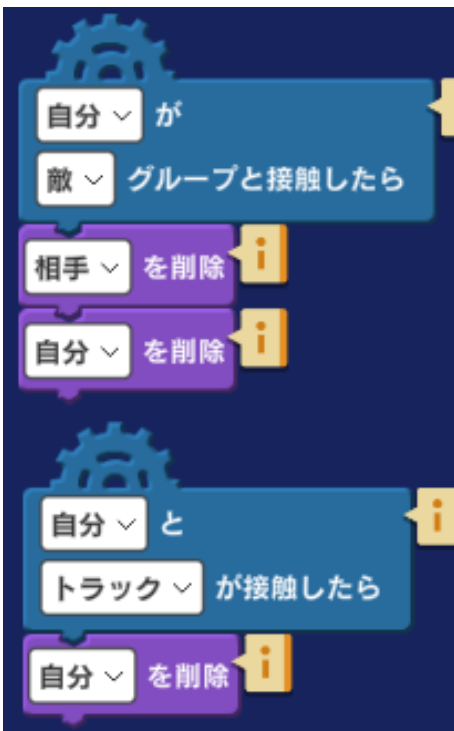 自分 が
敵 グループと接触したら
相手 を削除
i
自分 を削除
i
自分 と
i
トラック が接触したら
自分 を削除
i